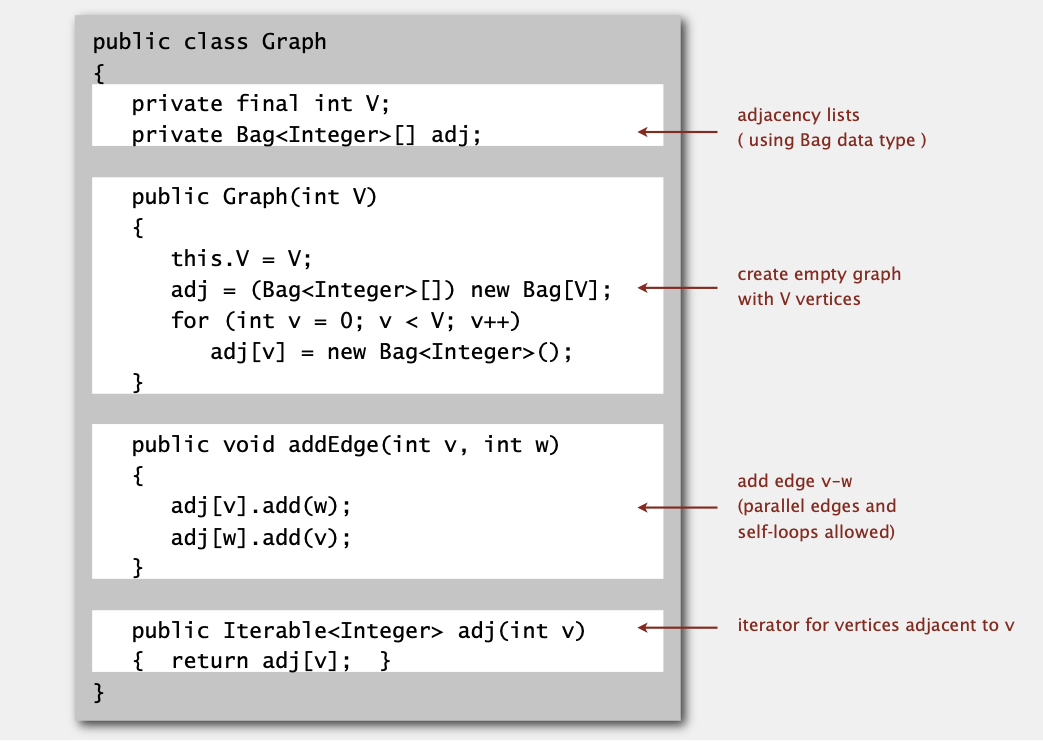 public class Graph
{
private final int V;
private Bag<Integer>[] adj;
adjacency lists
( using Bag data type )
public Graph(int V)
{
this.V = V;
adj = (Bag<Integer>[]) new Bag[V];
for (int v = 0; v < V; v++)
adj[v] = new Bag<Integer>();
}
create empty graph
with V vertices
public void addEdge(int v, int w)
{
adj[v].add(w);
adj[w].add(v);
}
add edge v–w
(parallel edges and
self-loops allowed)
public Iterable<Integer> adj(int v)
{ return adj[v]; }
iterator for vertices adjacent to v
}